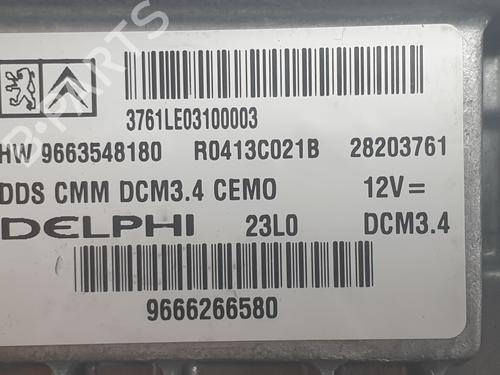 3761LE03100003
HW 9663548180 R0413C021B 28203761
DDS CMM DCM3.4 CEMO 12V=
DELPHI 23L0 DCM3.4
9666266580